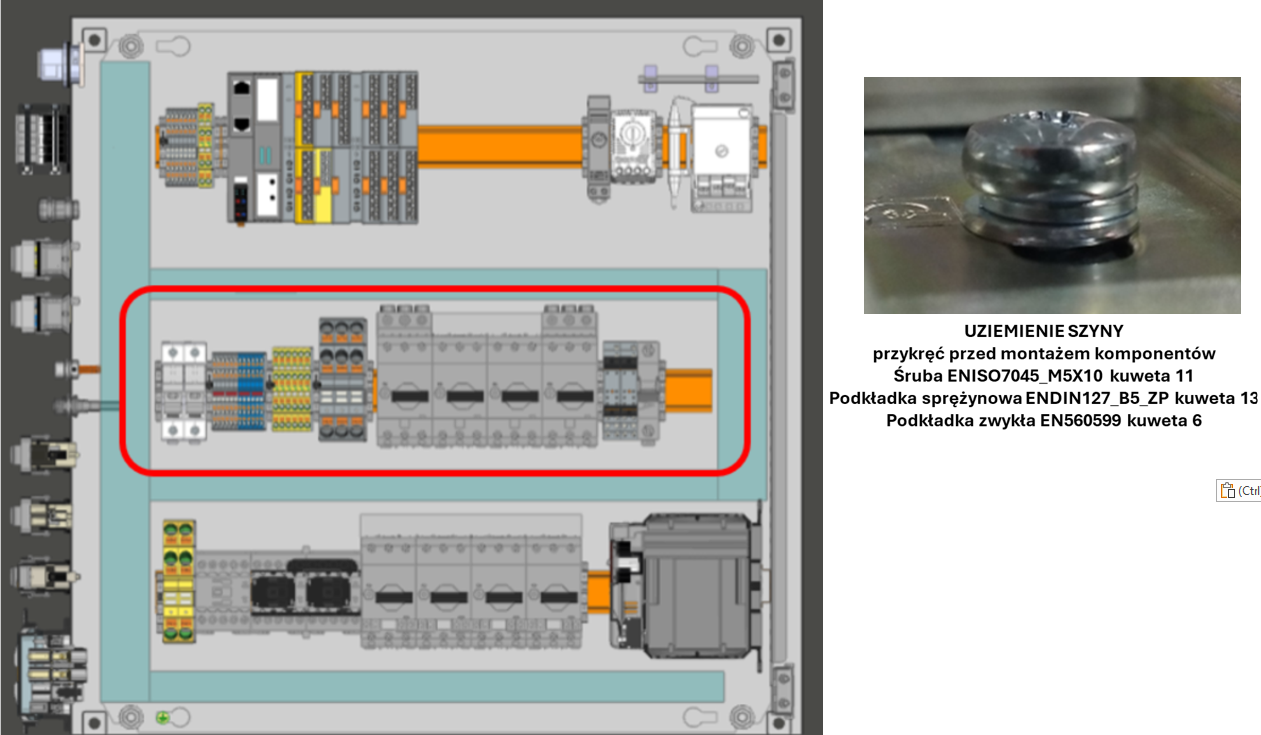 UZIEMIENIE SZYNY
przykręć przed montażem komponentów
Śruba ENISO7045_M5X10 kuweta 11
Podkładka sprężynowa ENDIN127_B5_ZP kuweta 13
Podkładka zwykła EN560599 kuweta 6
(Ctrl)